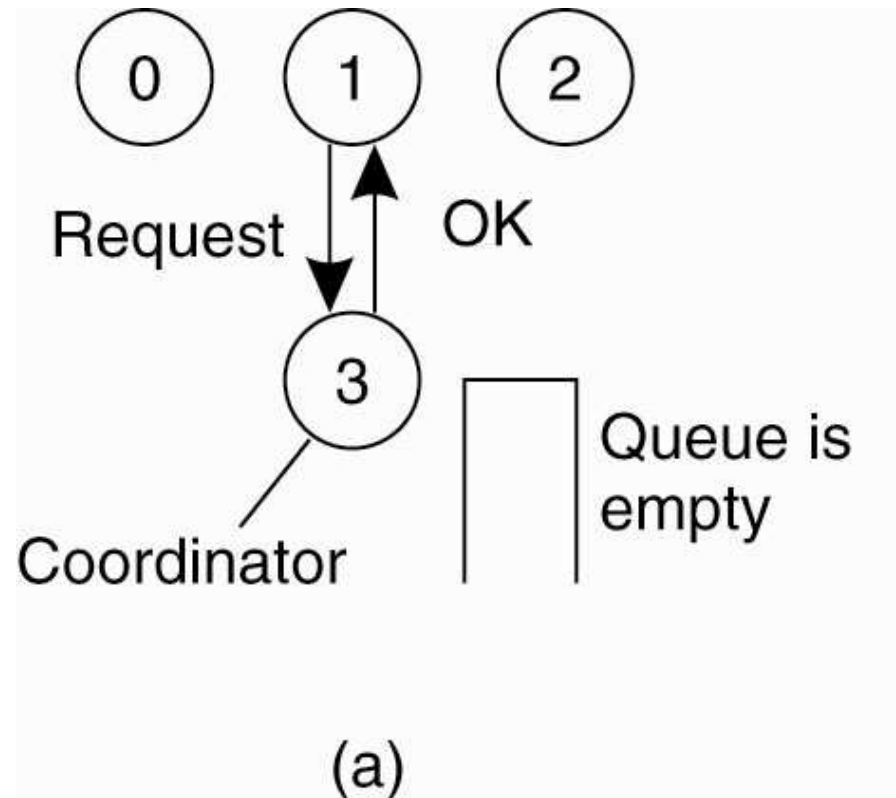 0 1 2
Request OK
3
Queue is
empty
Coordinator
(a)